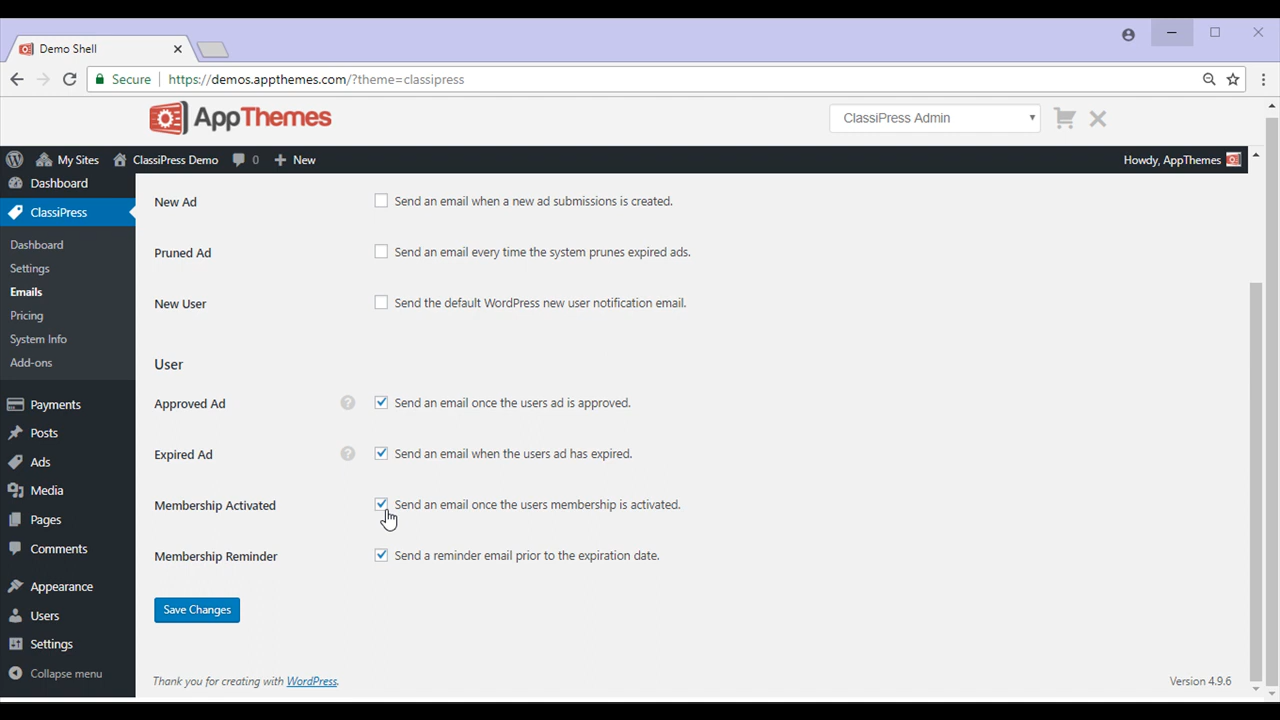 Demo Shell
Secure https://demos.appthemes.com/?theme=classipress
AppThemes
ClassiPress Admin
My Sites ClassiPress Demo 0 New
Howdy, AppThemes
Dashboard
ClassiPress
Dashboard
Settings
Emails
Pricing
System Info
Add-ons
Payments
Posts
Ads
Media
Pages
Comments
Appearance
Users
Settings
Collapse menu
New Ad Send an email when a new ad submissions is created.
Pruned Ad Send an email every time the system prunes expired ads.
New User Send the default WordPress new user notification email.
User
Approved Ad ? Send an email once the users ad is approved.
Expired Ad ? Send an email when the users ad has expired.
Membership Activated Send an email once the users membership is activated.
Membership Reminder Send a reminder email prior to the expiration date.
Save Changes
Thank you for creating with WordPress.
Version 4.9.6